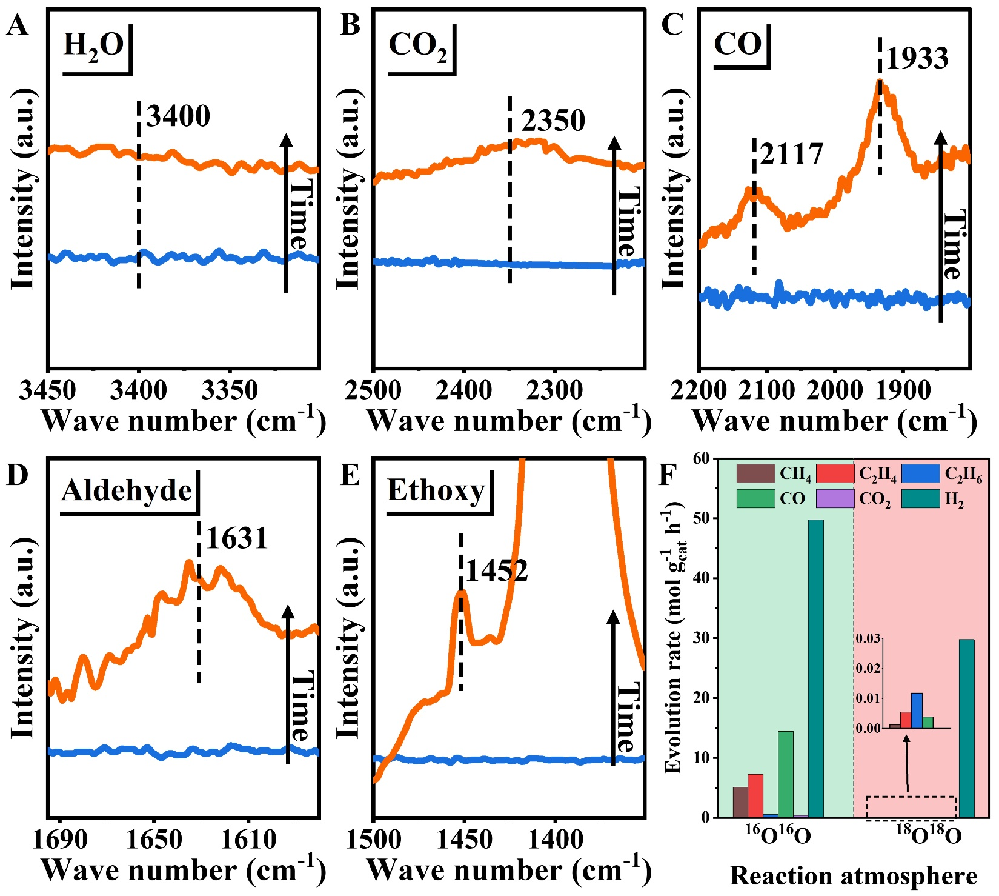 A
H₂O
3400
Time
Intensity (a.u.)
3450 3400 3350
Wave number (cm⁻¹)
B
CO₂
2350
Time
Intensity (a.u.)
2500 2400 2300
Wave number (cm⁻¹)
C
CO
1933
2117
Time
Intensity (a.u.)
2200 2100 2000 1900
Wave number (cm⁻¹)
D
Aldehyde
1631
Time
Intensity (a.u.)
1690 1650 1610
Wave number (cm⁻¹)
E
Ethoxy
1452
Time
Intensity (a.u.)
1500 1450 1400
Wave number (cm⁻¹)
F
CH₄ C₂H₄ C₂H₆
CO CO₂ H₂
Evolution rate (mol g⁻¹cat h⁻¹)
60
50
40
30
20
10
0
0.03
0.02
0.01
0.00
¹⁶O¹⁶O ¹⁸O¹⁸O
Reaction atmosphere